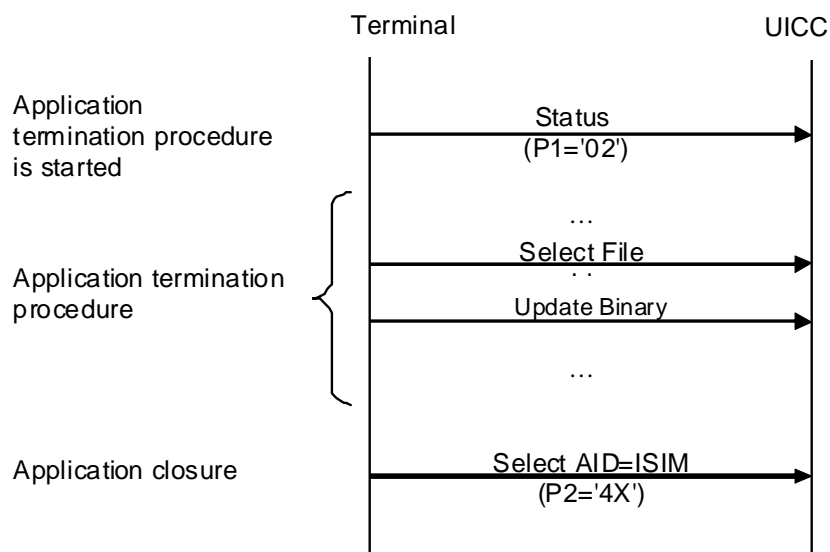 Terminal
UICC
Application
termination procedure
is started
Status
(P1='02')
...
Select File
. .
Application termination
procedure
Update Binary
...
Application closure
Select AID=ISIM
(P2='4X')